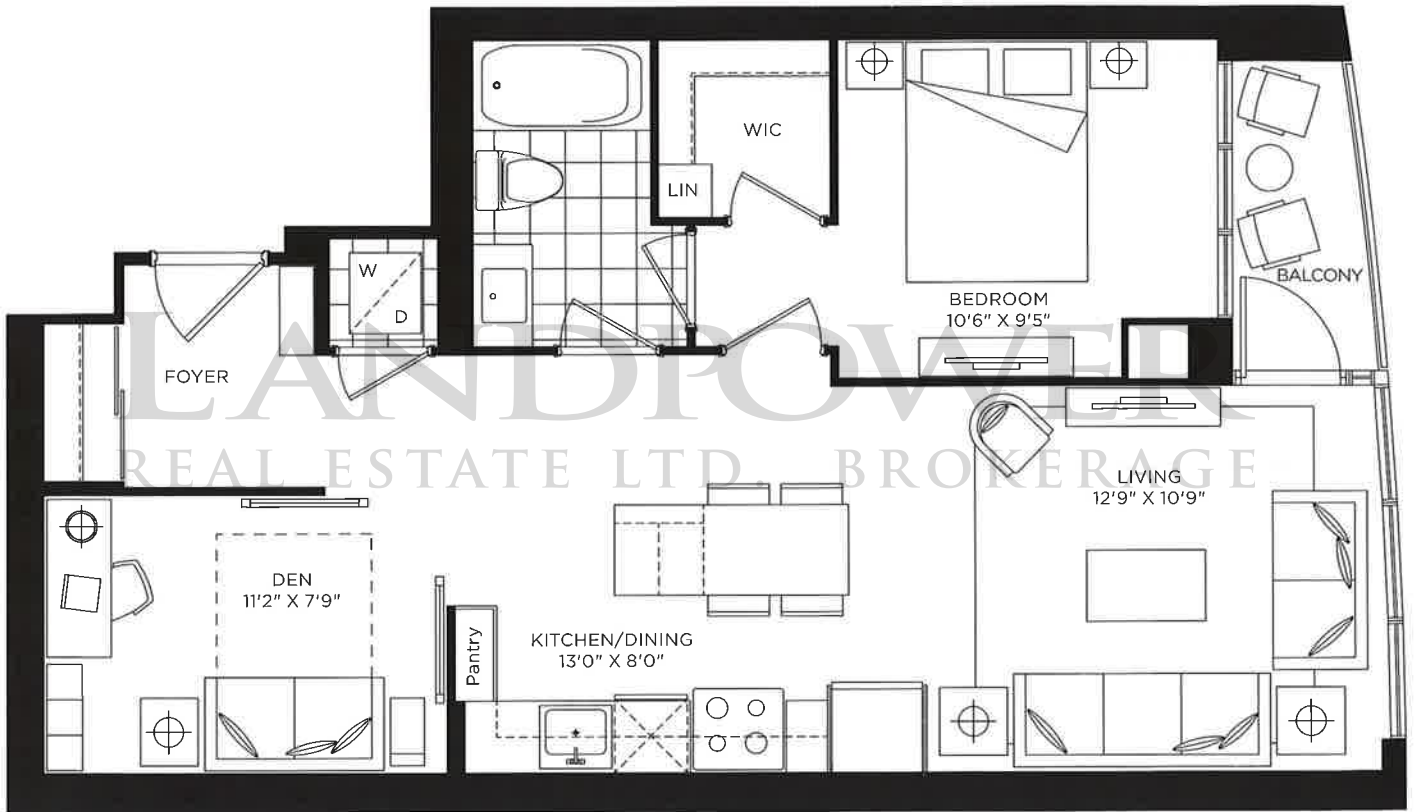 WIC
LIN
BEDROOM
10'6" X 9'5"
BALCONY
W
D
FOYER
LANDPOWER
REAL ESTATE LTD. BROKERAGE
LIVING
12'9" X 10'9"
DEN
11'2" X 7'9"
Pantry
KITCHEN/DINING
13'0" X 8'0"